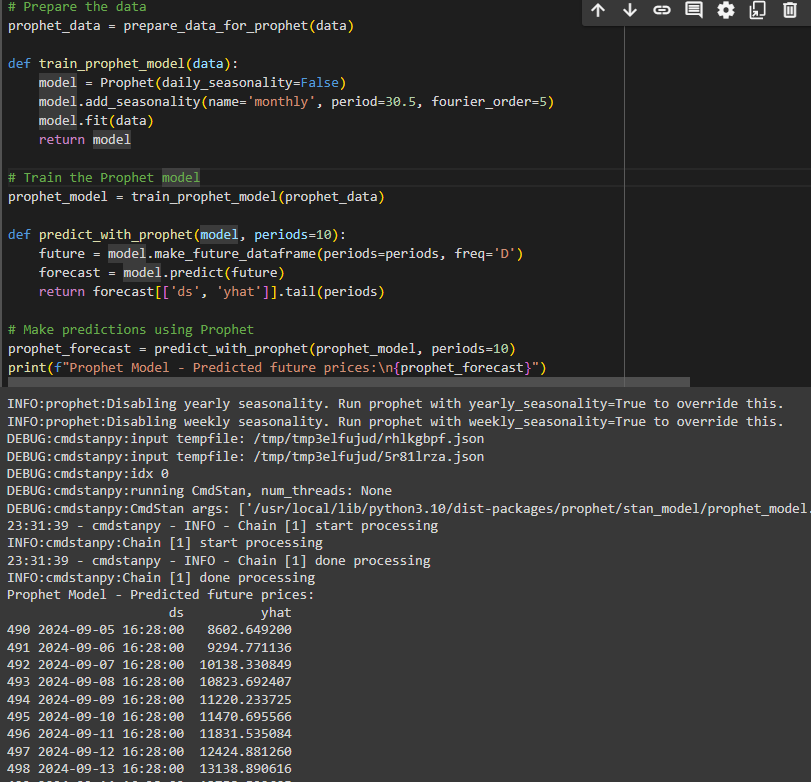 # Prepare the data
prophet_data = prepare_data_for_prophet(data)
def train_prophet_model(data):
    model = Prophet(daily_seasonality=False)
    model.add_seasonality(name='monthly', period=30.5, fourier_order=5)
    model.fit(data)
    return model
# Train the Prophet model
prophet_model = train_prophet_model(prophet_data)
def predict_with_prophet(model, periods=10):
    future = model.make_future_dataframe(periods=periods, freq='D')
    forecast = model.predict(future)
    return forecast[['ds', 'yhat']].tail(periods)
# Make predictions using Prophet
prophet_forecast = predict_with_prophet(prophet_model, periods=10)
print(f"Prophet Model - Predicted future prices:\n{prophet_forecast}")
INFO:prophet:Disabling yearly seasonality. Run prophet with yearly_seasonality=True to override this.
INFO:prophet:Disabling weekly seasonality. Run prophet with weekly_seasonality=True to override this.
DEBUG:cmdstanpy:input tempfile: /tmp/tmp3elfujud/rhlkgbpf.json
DEBUG:cmdstanpy:input tempfile: /tmp/tmp3elfujud/5r81lrza.json
DEBUG:cmdstanpy:idx 0
DEBUG:cmdstanpy:running CmdStan, num_threads: None
DEBUG:cmdstanpy:CmdStan args: ['/usr/local/lib/python3.10/dist-packages/prophet/stan_model/prophet_model.
23:31:39 - cmdstanpy - INFO - Chain [1] start processing
INFO:cmdstanpy:Chain [1] start processing
23:31:39 - cmdstanpy - INFO - Chain [1] done processing
INFO:cmdstanpy:Chain [1] done processing
Prophet Model - Predicted future prices:
                     ds          yhat
490 2024-09-05 16:28:00   8602.649200
491 2024-09-06 16:28:00   9294.771136
492 2024-09-07 16:28:00  10138.330849
493 2024-09-08 16:28:00  10823.692407
494 2024-09-09 16:28:00  11220.233725
495 2024-09-10 16:28:00  11470.695566
496 2024-09-11 16:28:00  11831.535084
497 2024-09-12 16:28:00  12424.881260
498 2024-09-13 16:28:00  13138.890616